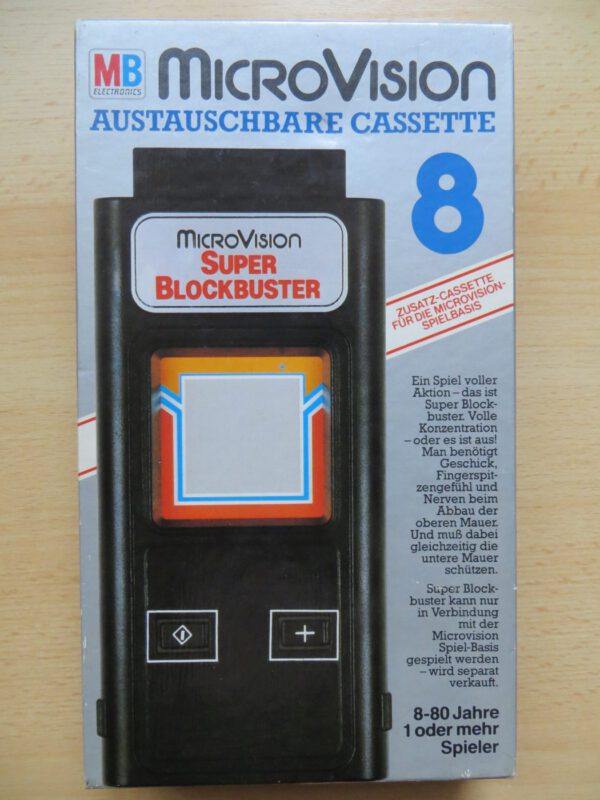 MB
ELECTRONICS
MICROVISION
AUSTAUSCHBARE CASSETTE
8
MICROVISION
SUPER
BLOCKBUSTER
ZUSATZ-CASSETTE
FÜR DIE MICROVISION-
SPIELBASIS
Ein Spiel voller
Aktion – das ist
Super Block-
buster. Volle
Konzentration
– oder es ist aus!
Man benötigt
Geschick,
Fingerspit-
zengefühl und
Nerven beim
Abbau der
oberen Mauer.
Und muß dabei
gleichzeitig die
untere Mauer
schützen.
Super Block-
buster kann nur
in Verbindung
mit der
Microvision
Spiel-Basis
gespielt werden
– wird separat
verkauft.
8-80 Jahre
1 oder mehr
Spieler